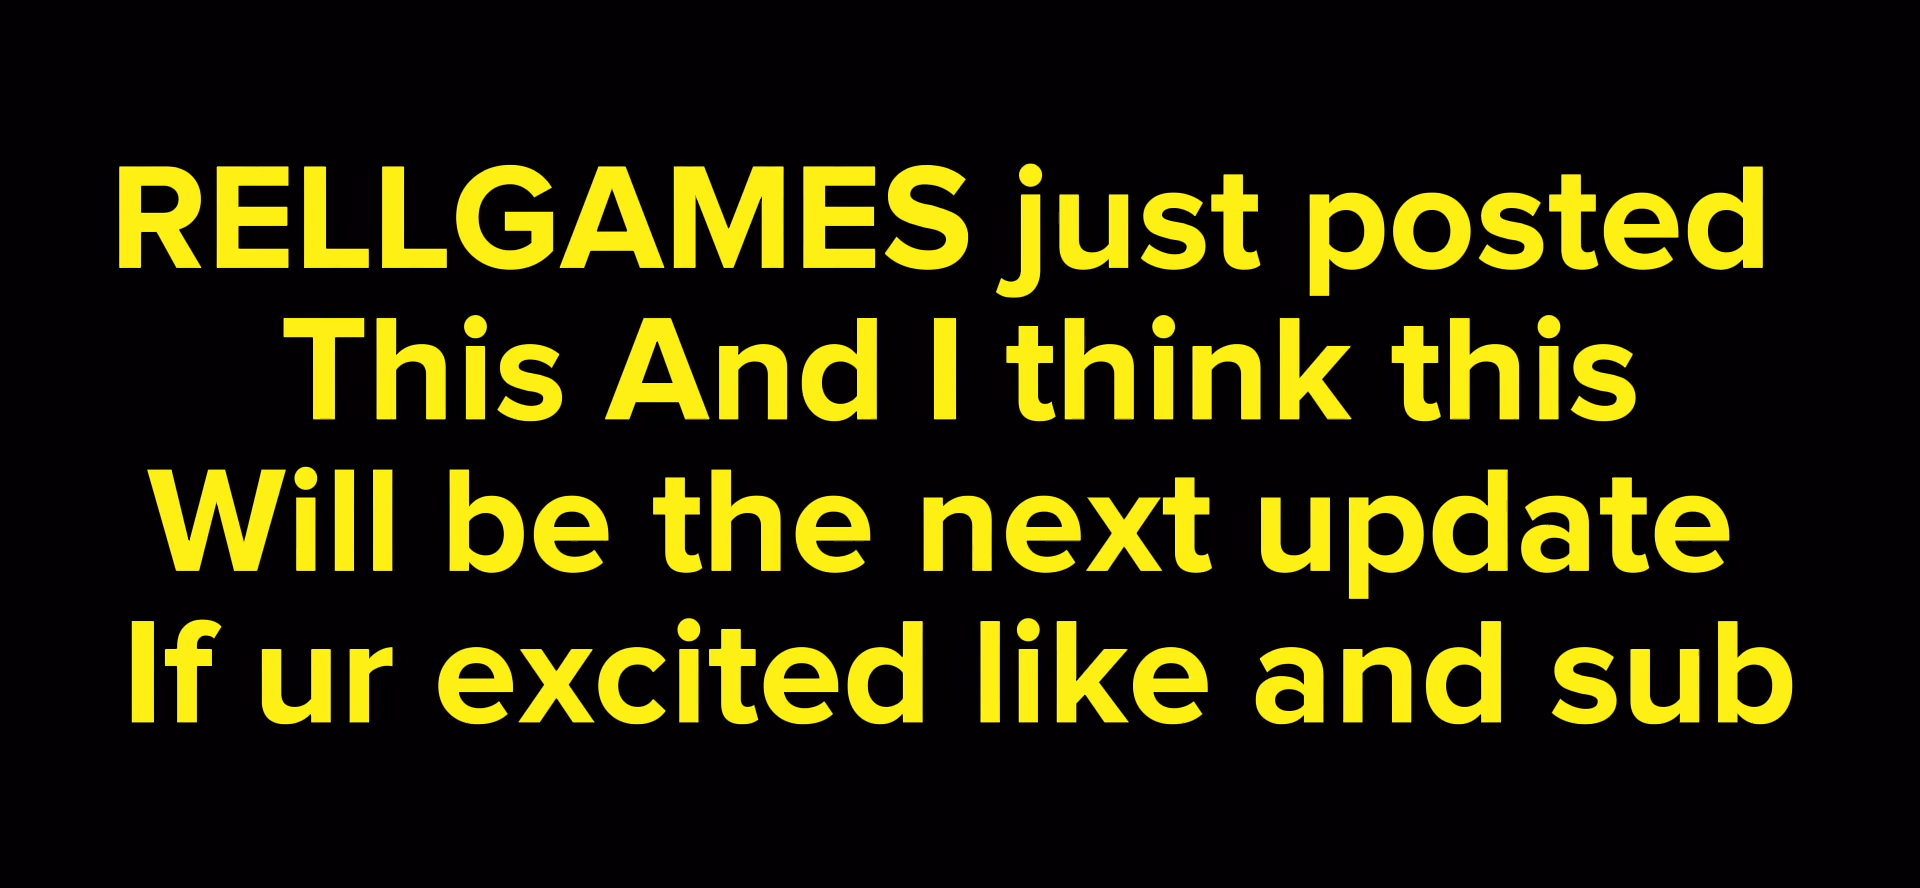 RELLGAMES just posted
This And I think this
Will be the next update
If ur excited like and sub